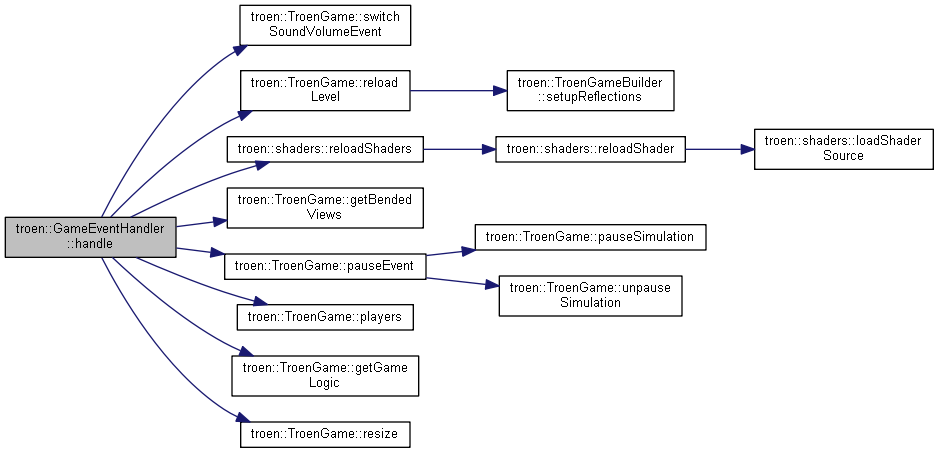 troen::TroenGame::switch
SoundVolumeEvent
troen::TroenGame::reload
Level
troen::TroenGameBuilder
::setupReflections
troen::shaders::reloadShaders
troen::shaders::reloadShader
troen::shaders::loadShader
Source
troen::TroenGame::getBended
Views
troen::GameEventHandler
::handle
troen::TroenGame::pauseEvent
troen::TroenGame::pauseSimulation
troen::TroenGame::unpause
Simulation
troen::TroenGame::players
troen::TroenGame::getGame
Logic
troen::TroenGame::resize